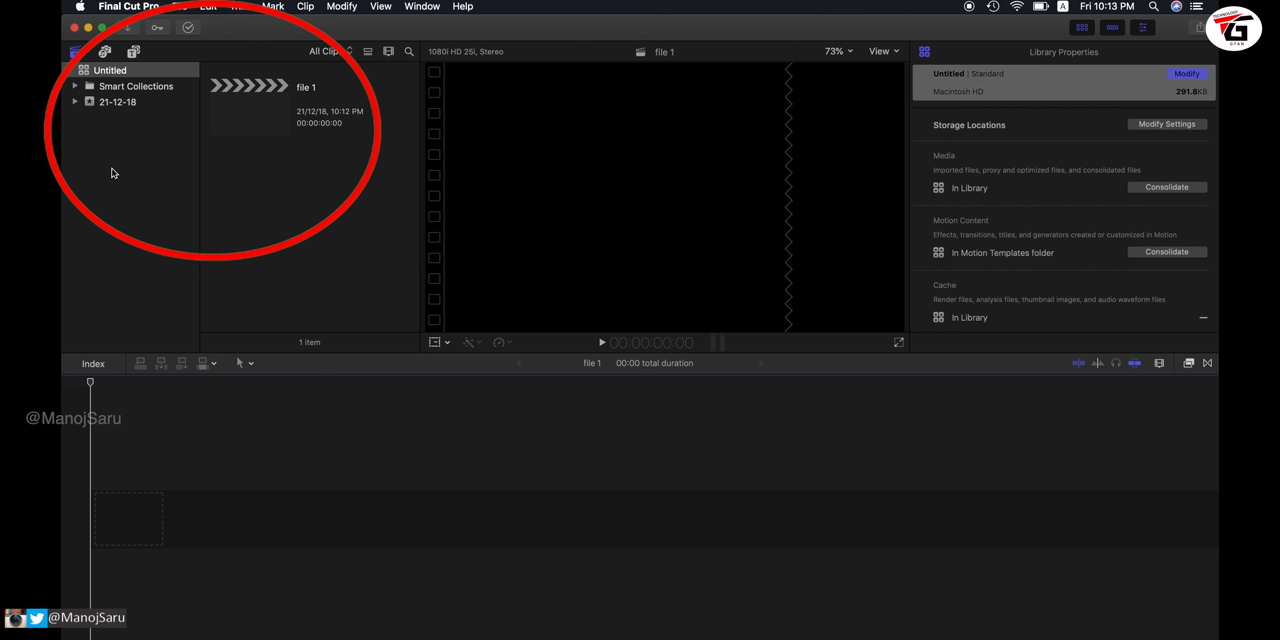 Final Cut Pro File Edit Trim Mark Clip Modify View Window Help
A Fri 10:13 PM
TECHNOLOGY
TG
GYAN
All Clips
1080i HD 25i, Stereo
file 1
73%
View
Library Properties
Untitled
Smart Collections
21-12-18
file 1
21/12/18, 10:12 PM
00:00:00:00
Untitled | Standard
Modify
Macintosh HD
291.8KB
Storage Locations
Modify Settings
Media
Imported files, proxy and optimized files, and consolidated files
In Library
Consolidate
Motion Content
Effects, transitions, titles, and generators created or customized in Motion
In Motion Templates folder
Consolidate
Cache
Render files, analysis files, thumbnail images, and audio waveform files
In Library
1 item
00:00:00:00
Index
file 1
00:00 total duration
@ManojSaru
@ManojSaru